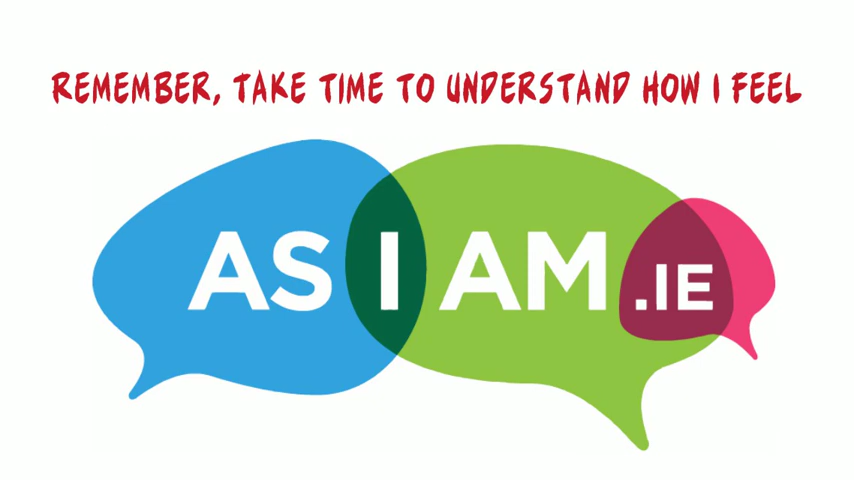 REMEMBER, TAKE TIME TO UNDERSTAND HOW I FEEL
AS I AM.IE